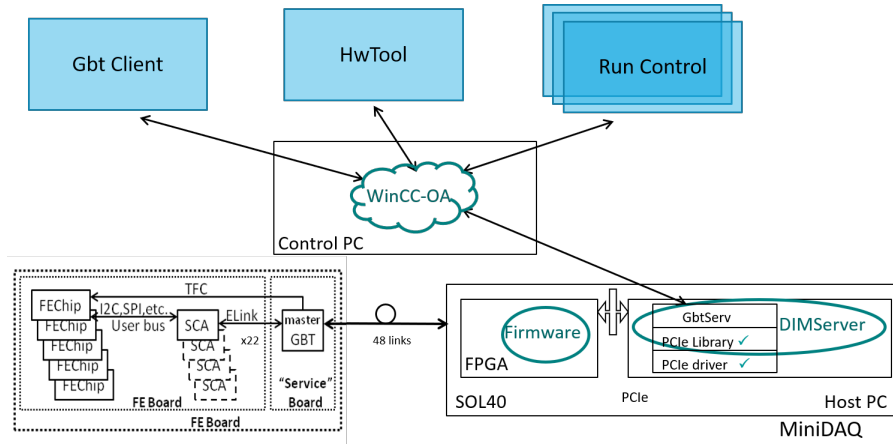 Gbt Client
HwTool
Run Control
WinCC-OA
Control PC
TFC
FEChip
I2C,SPI,etc..
User bus
FEChip
FEChip
FEChip
FEChip
SCA
SCA
SCA
SCA
ELink
x22
master
GBT
"Service"
Board
FE Board
FE Board
48 links
Firmware
FPGA
SOL40
PCIe
GbtServ
DIMServer
PCIe Library ✓
PCIe driver ✓
Host PC
MiniDAQ